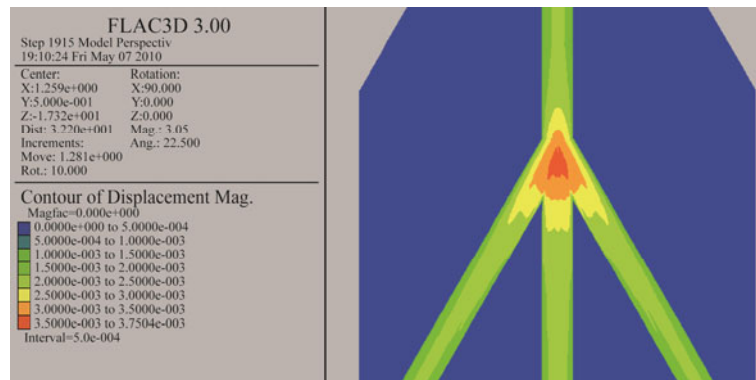 FLAC3D 3.00
Step 1915 Model Perspectiv
19:10:24 Fri May 07 2010
Center: Rotation:
X:1.259e+000 X:90.000
Y:5.000e-001 Y:0.000
Z:-1.732e+001 Z:0.000
Dist: 3.220e+001 Mag.: 3.05
Increments: Ang.: 22.500
Move: 1.281e+000
Rot.: 10.000
Contour of Displacement Mag.
Magfac=0.000e+000
0.0000e+000 to 5.0000e-004
5.0000e-004 to 1.0000e-003
1.0000e-003 to 1.5000e-003
1.5000e-003 to 2.0000e-003
2.0000e-003 to 2.5000e-003
2.5000e-003 to 3.0000e-003
3.0000e-003 to 3.5000e-003
3.5000e-003 to 3.7504e-003
Interval=5.0e-004